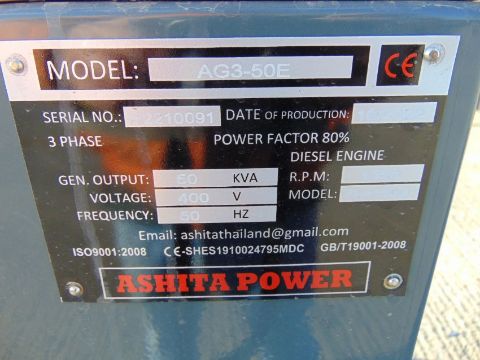 MODEL: AG3-50E CE
SERIAL NO.: DATE OF PRODUCTION:
3 PHASE POWER FACTOR 80%
DIESEL ENGINE
GEN. OUTPUT: 50 KVA R.P.M:
VOLTAGE: 400 V MODEL:
FREQUENCY: 50 HZ
Email: ashitathailand@gmail.com
ISO9001:2008 CE-SHES1910024795MDC GB/T19001-2008
ASHITA POWER